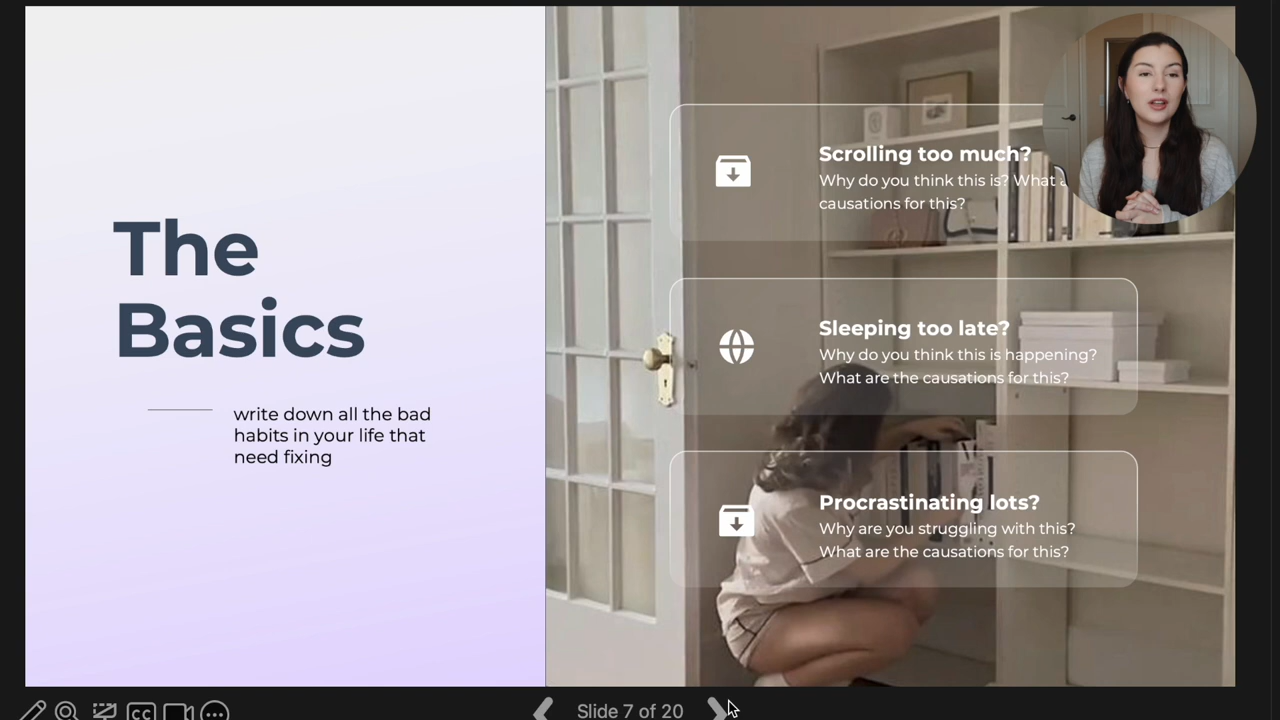 The
Basics
write down all the bad
habits in your life that
need fixing
Scrolling too much?
Why do you think this is? What
causations for this?
Sleeping too late?
Why do you think this is happening?
What are the causations for this?
Procrastinating lots?
Why are you struggling with this?
What are the causations for this?
CC
Slide 7 of 20